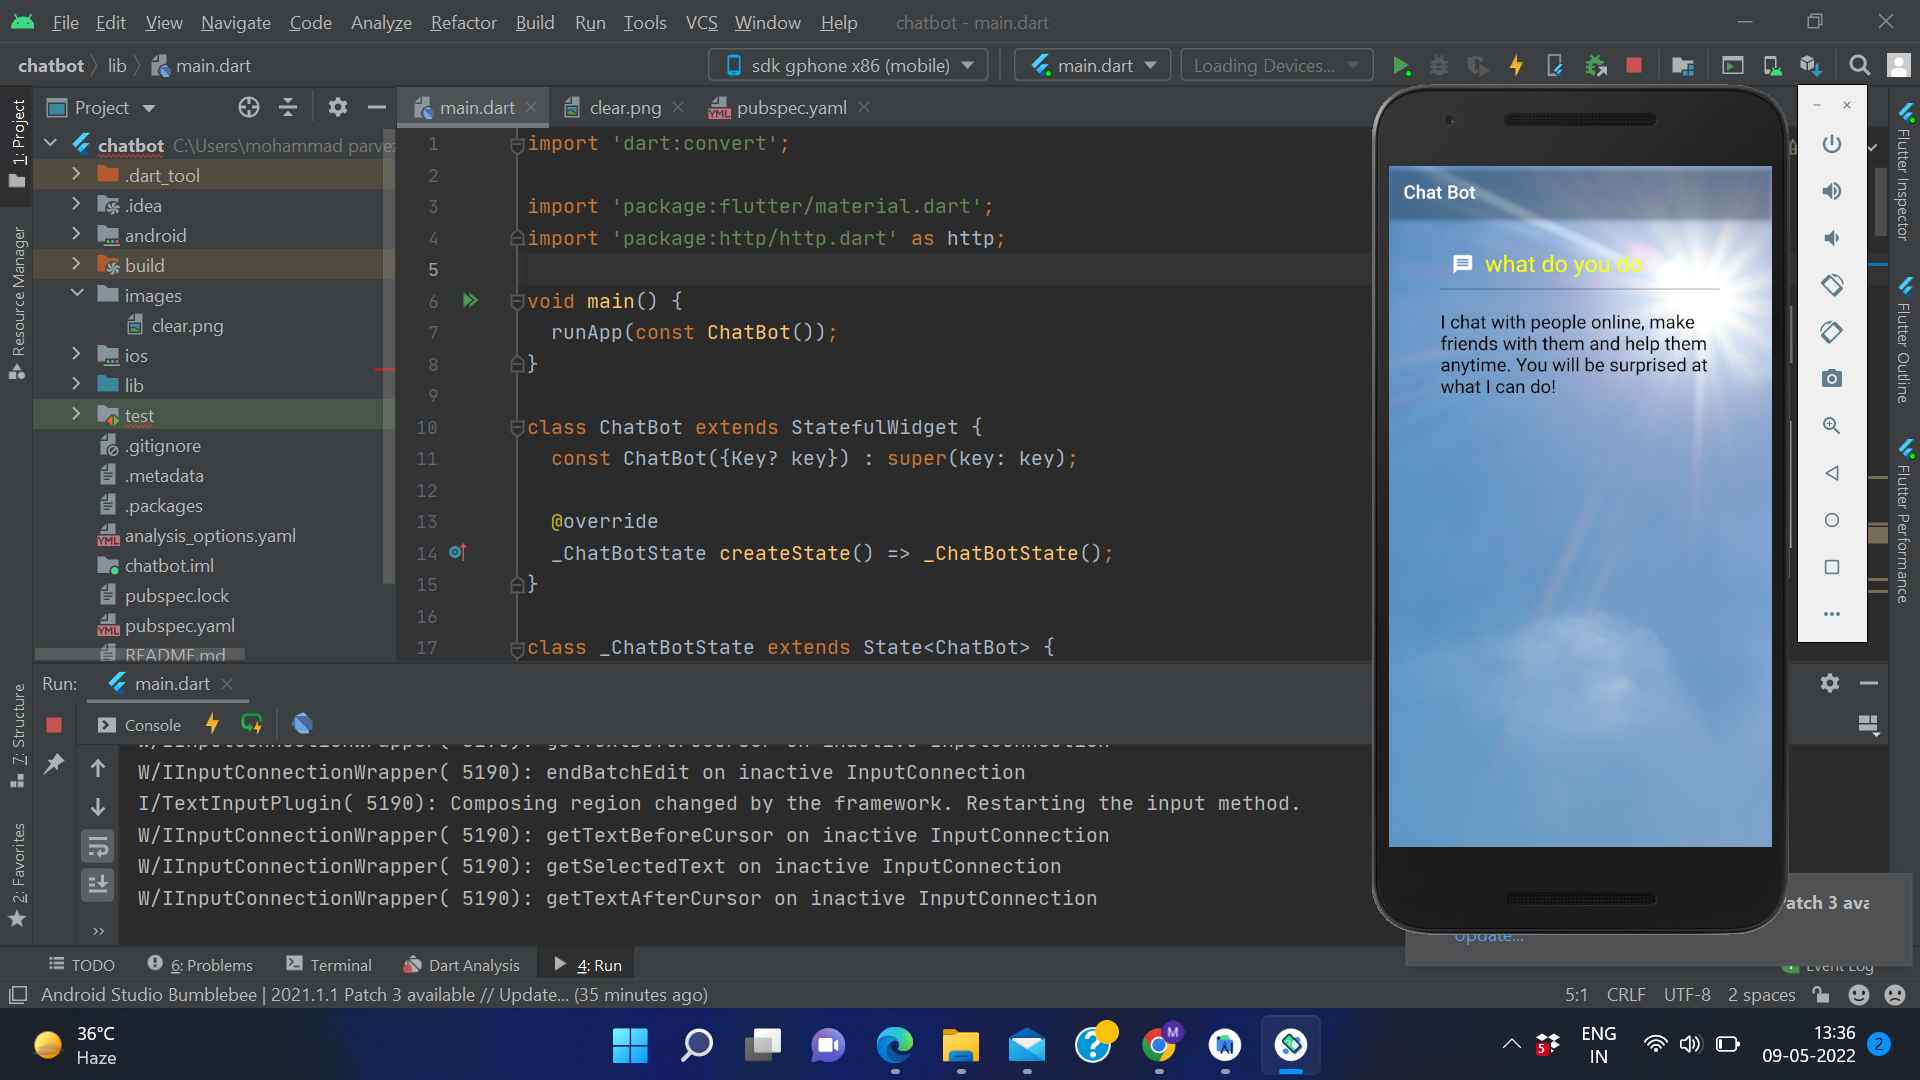 File Edit View Navigate Code Analyze Refactor Build Run Tools VCS Window Help chatbot - main.dart
chatbot lib main.dart sdk gphone x86 (mobile) main.dart Loading Devices...
Project main.dart clear.png pubspec.yaml
1: Project
Resource Manager
7: Structure
2: Favorites
chatbot C:\Users\mohammad parvez
.dart_tool
.idea
android
build
images
clear.png
ios
lib
test
.gitignore
.metadata
.packages
analysis_options.yaml
chatbot.iml
pubspec.lock
pubspec.yaml
README.md
1 import 'dart:convert';
2
3 import 'package:flutter/material.dart';
4 import 'package:http/http.dart' as http;
5
6 void main() {
7 runApp(const ChatBot());
8 }
9
10 class ChatBot extends StatefulWidget {
11 const ChatBot({Key? key}) : super(key: key);
12
13 @override
14 _ChatBotState createState() => _ChatBotState();
15 }
16
17 class _ChatBotState extends State<ChatBot> {
Chat Bot
what do you do
I chat with people online, make
friends with them and help them
anytime. You will be surprised at
what I can do!
Flutter Inspector
Flutter Outline
Flutter Performance
Run: main.dart
Console
W/IInputConnectionWrapper( 5190): getTextBeforeCursor on inactive InputConnection
W/IInputConnectionWrapper( 5190): endBatchEdit on inactive InputConnection
I/TextInputPlugin( 5190): Composing region changed by the framework. Restarting the input method.
W/IInputConnectionWrapper( 5190): getTextBeforeCursor on inactive InputConnection
W/IInputConnectionWrapper( 5190): getSelectedText on inactive InputConnection
W/IInputConnectionWrapper( 5190): getTextAfterCursor on inactive InputConnection
atch 3 ava
Update...
TODO 6: Problems Terminal Dart Analysis 4: Run Event Log
Android Studio Bumblebee | 2021.1.1 Patch 3 available // Update... (35 minutes ago) 5:1 CRLF UTF-8 2 spaces
36°C
Haze
M
5
ENG
IN
13:36
09-05-2022
2